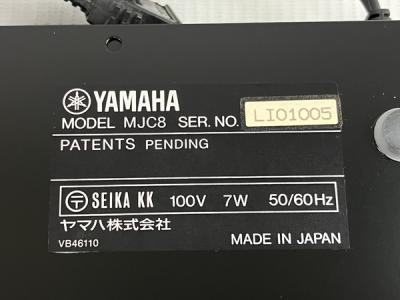 YAMAHA
MODEL MJC8 SER. NO. LI01005
PATENTS PENDING
〒 SEIKA KK 100V 7W 50/60Hz
ヤマハ株式会社
VB46110 MADE IN JAPAN